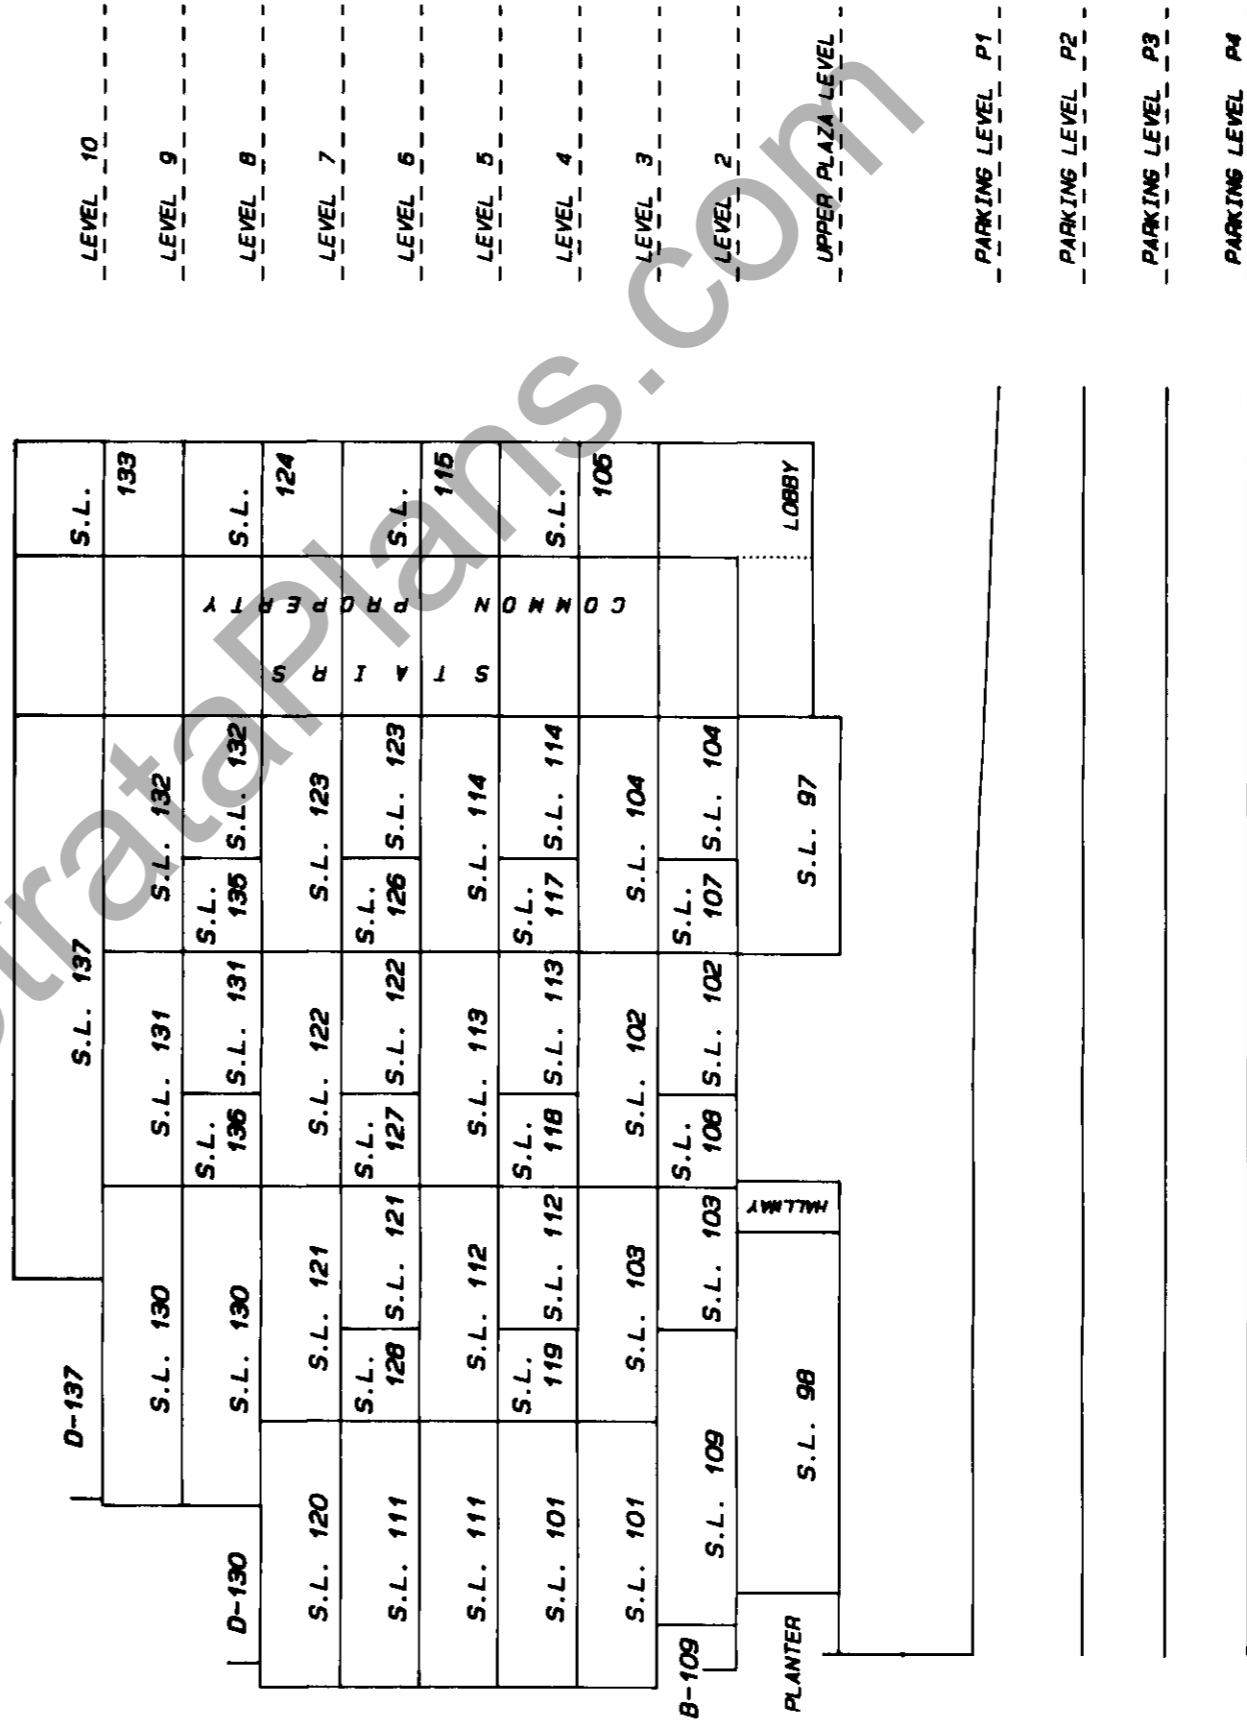 LEVEL 10
LEVEL 9
LEVEL 8
LEVEL 7
LEVEL 6
LEVEL 5
LEVEL 4
LEVEL 3
LEVEL 2
UPPER PLAZA LEVEL
PARKING LEVEL P1
PARKING LEVEL P2
PARKING LEVEL P3
PARKING LEVEL P4
D-137
S.L. 137
S.L.
133
S.L. 130
S.L. 131
S.L. 132
D-130
S.L. 130
S.L.
136
S.L. 131
S.L.
135
S.L. 132
S.L.
124
S.L. 120
S.L. 121
S.L. 122
S.L. 123
S.L. 111
S.L.
128
S.L. 121
S.L.
127
S.L. 122
S.L.
126
S.L. 123
S.L.
115
S.L. 111
S.L. 112
S.L. 113
S.L. 114
S.L. 101
S.L.
119
S.L. 112
S.L.
118
S.L. 113
S.L.
117
S.L. 114
S.L.
105
S.L. 101
S.L. 103
S.L. 102
S.L. 104
B-109
S.L. 109
S.L. 103
S.L.
108
S.L. 102
S.L.
107
S.L. 104
COMMON PROPERTY
STAIRS
PLANTER
S.L. 98
HALLWAY
S.L. 97
LOBBY
trataPlans.com